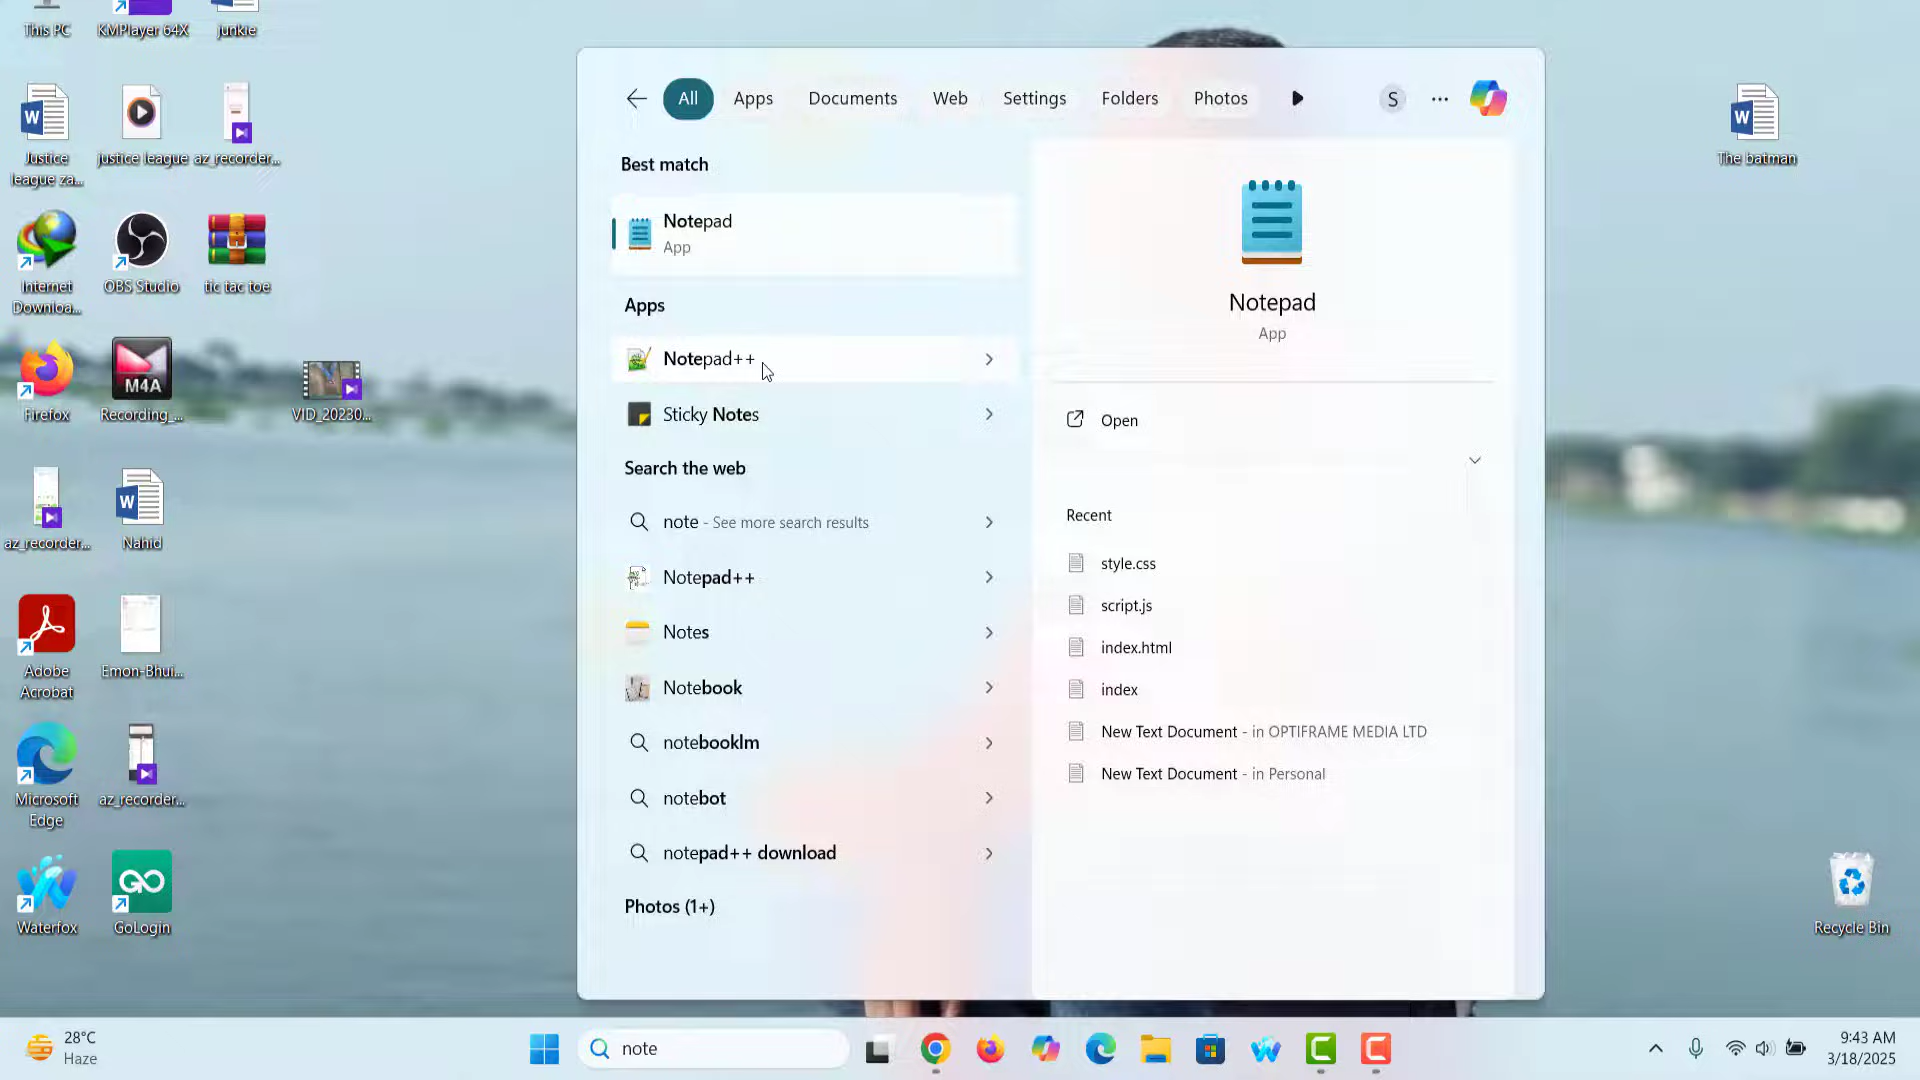 This PC
KMPlayer 64X
junkie
Justice
league za...
justice league
az_recorder...
Internet
Downloa...
OBS Studio
tic tac toe
Firefox
M4A
Recording_...
VID_20230...
az_recorder...
Nahid
Adobe
Acrobat
Emon-Bhui...
Microsoft
Edge
az_recorder...
Waterfox
GoLogin
All
Apps
Documents
Web
Settings
Folders
Photos
S
Best match
Notepad
App
Apps
Notepad++
Sticky Notes
Search the web
note - See more search results
Notepad++
Notes
Notebook
notebooklm
notebot
notepad++ download
Photos (1+)
Notepad
App
Open
Recent
style.css
script.js
index.html
index
New Text Document - in OPTIFRAME MEDIA LTD
New Text Document - in Personal
The batman
Recycle Bin
28°C
Haze
note
9:43 AM
3/18/2025